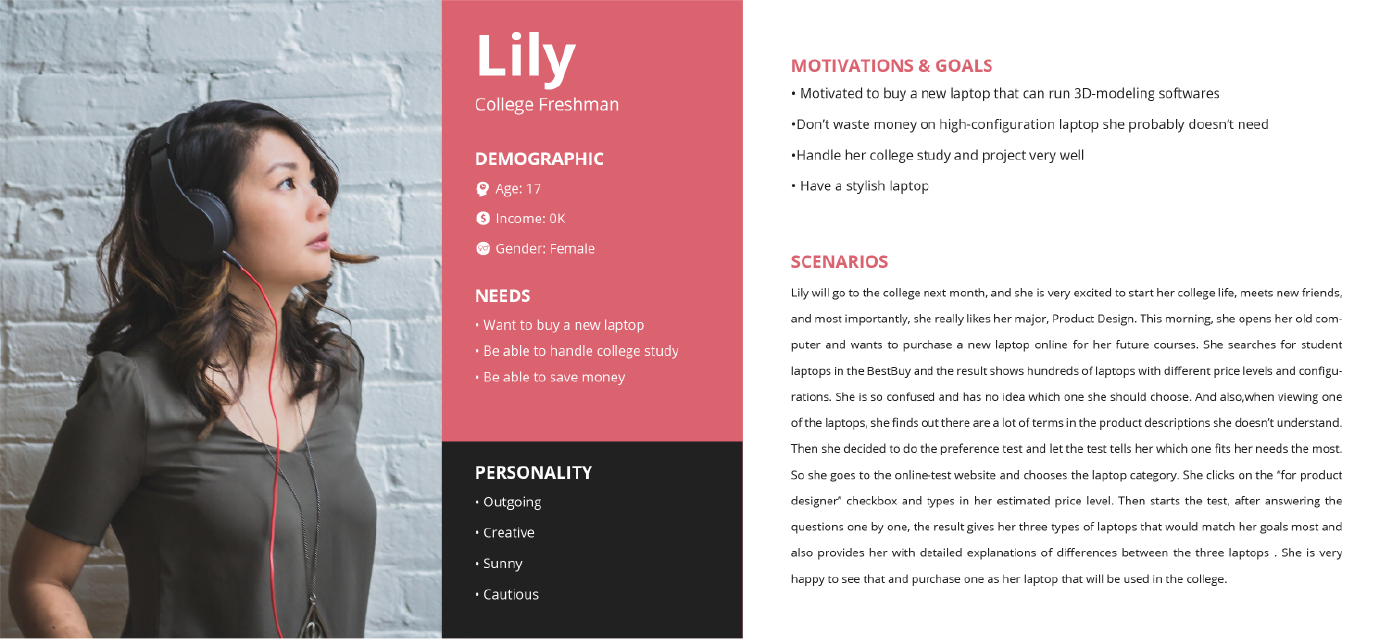 Lily
College Freshman
DEMOGRAPHIC
Age: 17
Income: 0K
Gender: Female
NEEDS
• Want to buy a new laptop
• Be able to handle college study
• Be able to save money
PERSONALITY
• Outgoing
• Creative
• Sunny
• Cautious
MOTIVATIONS & GOALS
• Motivated to buy a new laptop that can run 3D-modeling softwares
•Don’t waste money on high-configuration laptop she probably doesn’t need
•Handle her college study and project very well
• Have a stylish laptop
SCENARIOS
Lily will go to the college next month, and she is very excited to start her college life, meets new friends,
and most importantly, she really likes her major, Product Design. This morning, she opens her old com-
puter and wants to purchase a new laptop online for her future courses. She searches for student
laptops in the BestBuy and the result shows hundreds of laptops with different price levels and configu-
rations. She is so confused and has no idea which one she should choose. And also,when viewing one
of the laptops, she finds out there are a lot of terms in the product descriptions she doesn’t understand.
Then she decided to do the preference test and let the test tells her which one fits her needs the most.
So she goes to the online-test website and chooses the laptop category. She clicks on the “for product
designer” checkbox and types in her estimated price level. Then starts the test, after answering the
questions one by one, the result gives her three types of laptops that would match her goals most and
also provides her with detailed explanations of differences between the three laptops . She is very
happy to see that and purchase one as her laptop that will be used in the college.